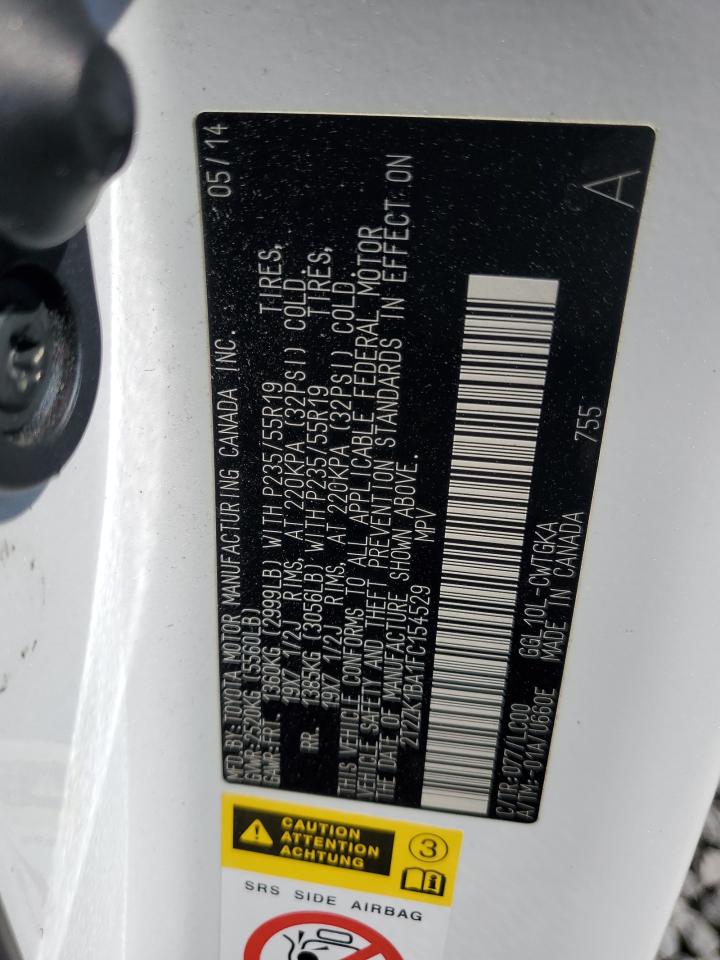 MFD.BY:TOYOTA MOTOR MANUFACTURING CANADA INC. 05/14
GVWR:2520KG (5560LB)
GAWR:FR. 1360KG (2999LB) WITH P235/55R19 TIRES,
19X7 1/2J RIMS, AT 220KPA (32PSI) COLD.
RR. 1385KG (3056LB) WITH P235/55R19 TIRES,
19X7 1/2J RIMS, AT 220KPA (32PSI) COLD.
THIS VEHICLE CONFORMS TO ALL APPLICABLE FEDERAL MOTOR
VEHICLE SAFETY AND THEFT PREVENTION STANDARDS IN EFFECT ON
THE DATE OF MANUFACTURE SHOWN ABOVE.
2T2ZK1BA1FC154529 MPV
A
C/TR:077/LC00 GGL10L-CWTGKA 755
A/TM:-01A/U660E MADE IN CANADA
CAUTION
ATTENTION
ACHTUNG
3
SRS SIDE AIRBAG